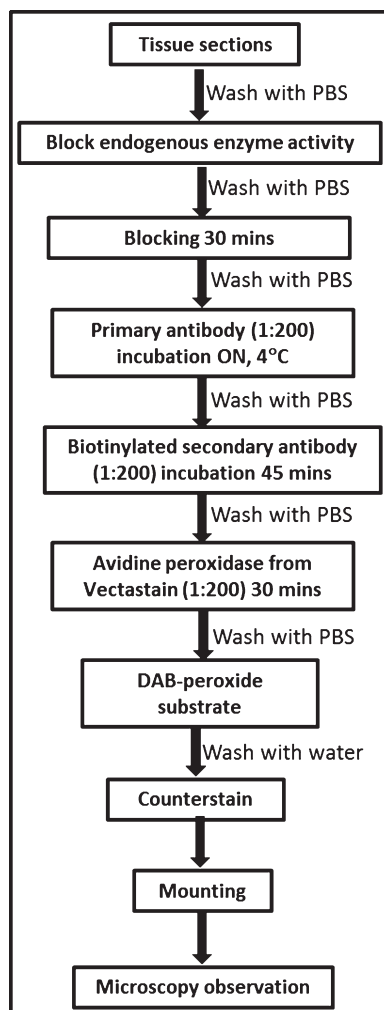 Tissue sections
Wash with PBS
Block endogenous enzyme activity
Wash with PBS
Blocking 30 mins
Wash with PBS
Primary antibody (1:200)
incubation ON, 4°C
Wash with PBS
Biotinylated secondary antibody
(1:200) incubation 45 mins
Wash with PBS
Avidine peroxidase from
Vectastain (1:200) 30 mins
Wash with PBS
DAB-peroxide
substrate
Wash with water
Counterstain
Mounting
Microscopy observation